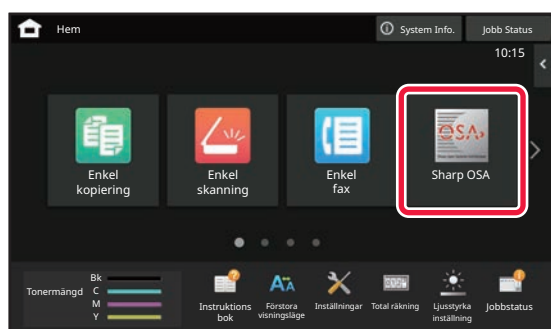 Hem
System Info.
Jobb Status
10:15
Enkel
kopiering
Enkel
skanning
Enkel
fax
OSA
Sharp OSA
Tonermängd
Bk
C
M
Y
Instruktions
bok
Förstora
visningsläge
Inställningar
Total räkning
Ljusstyrka
inställning
Jobbstatus